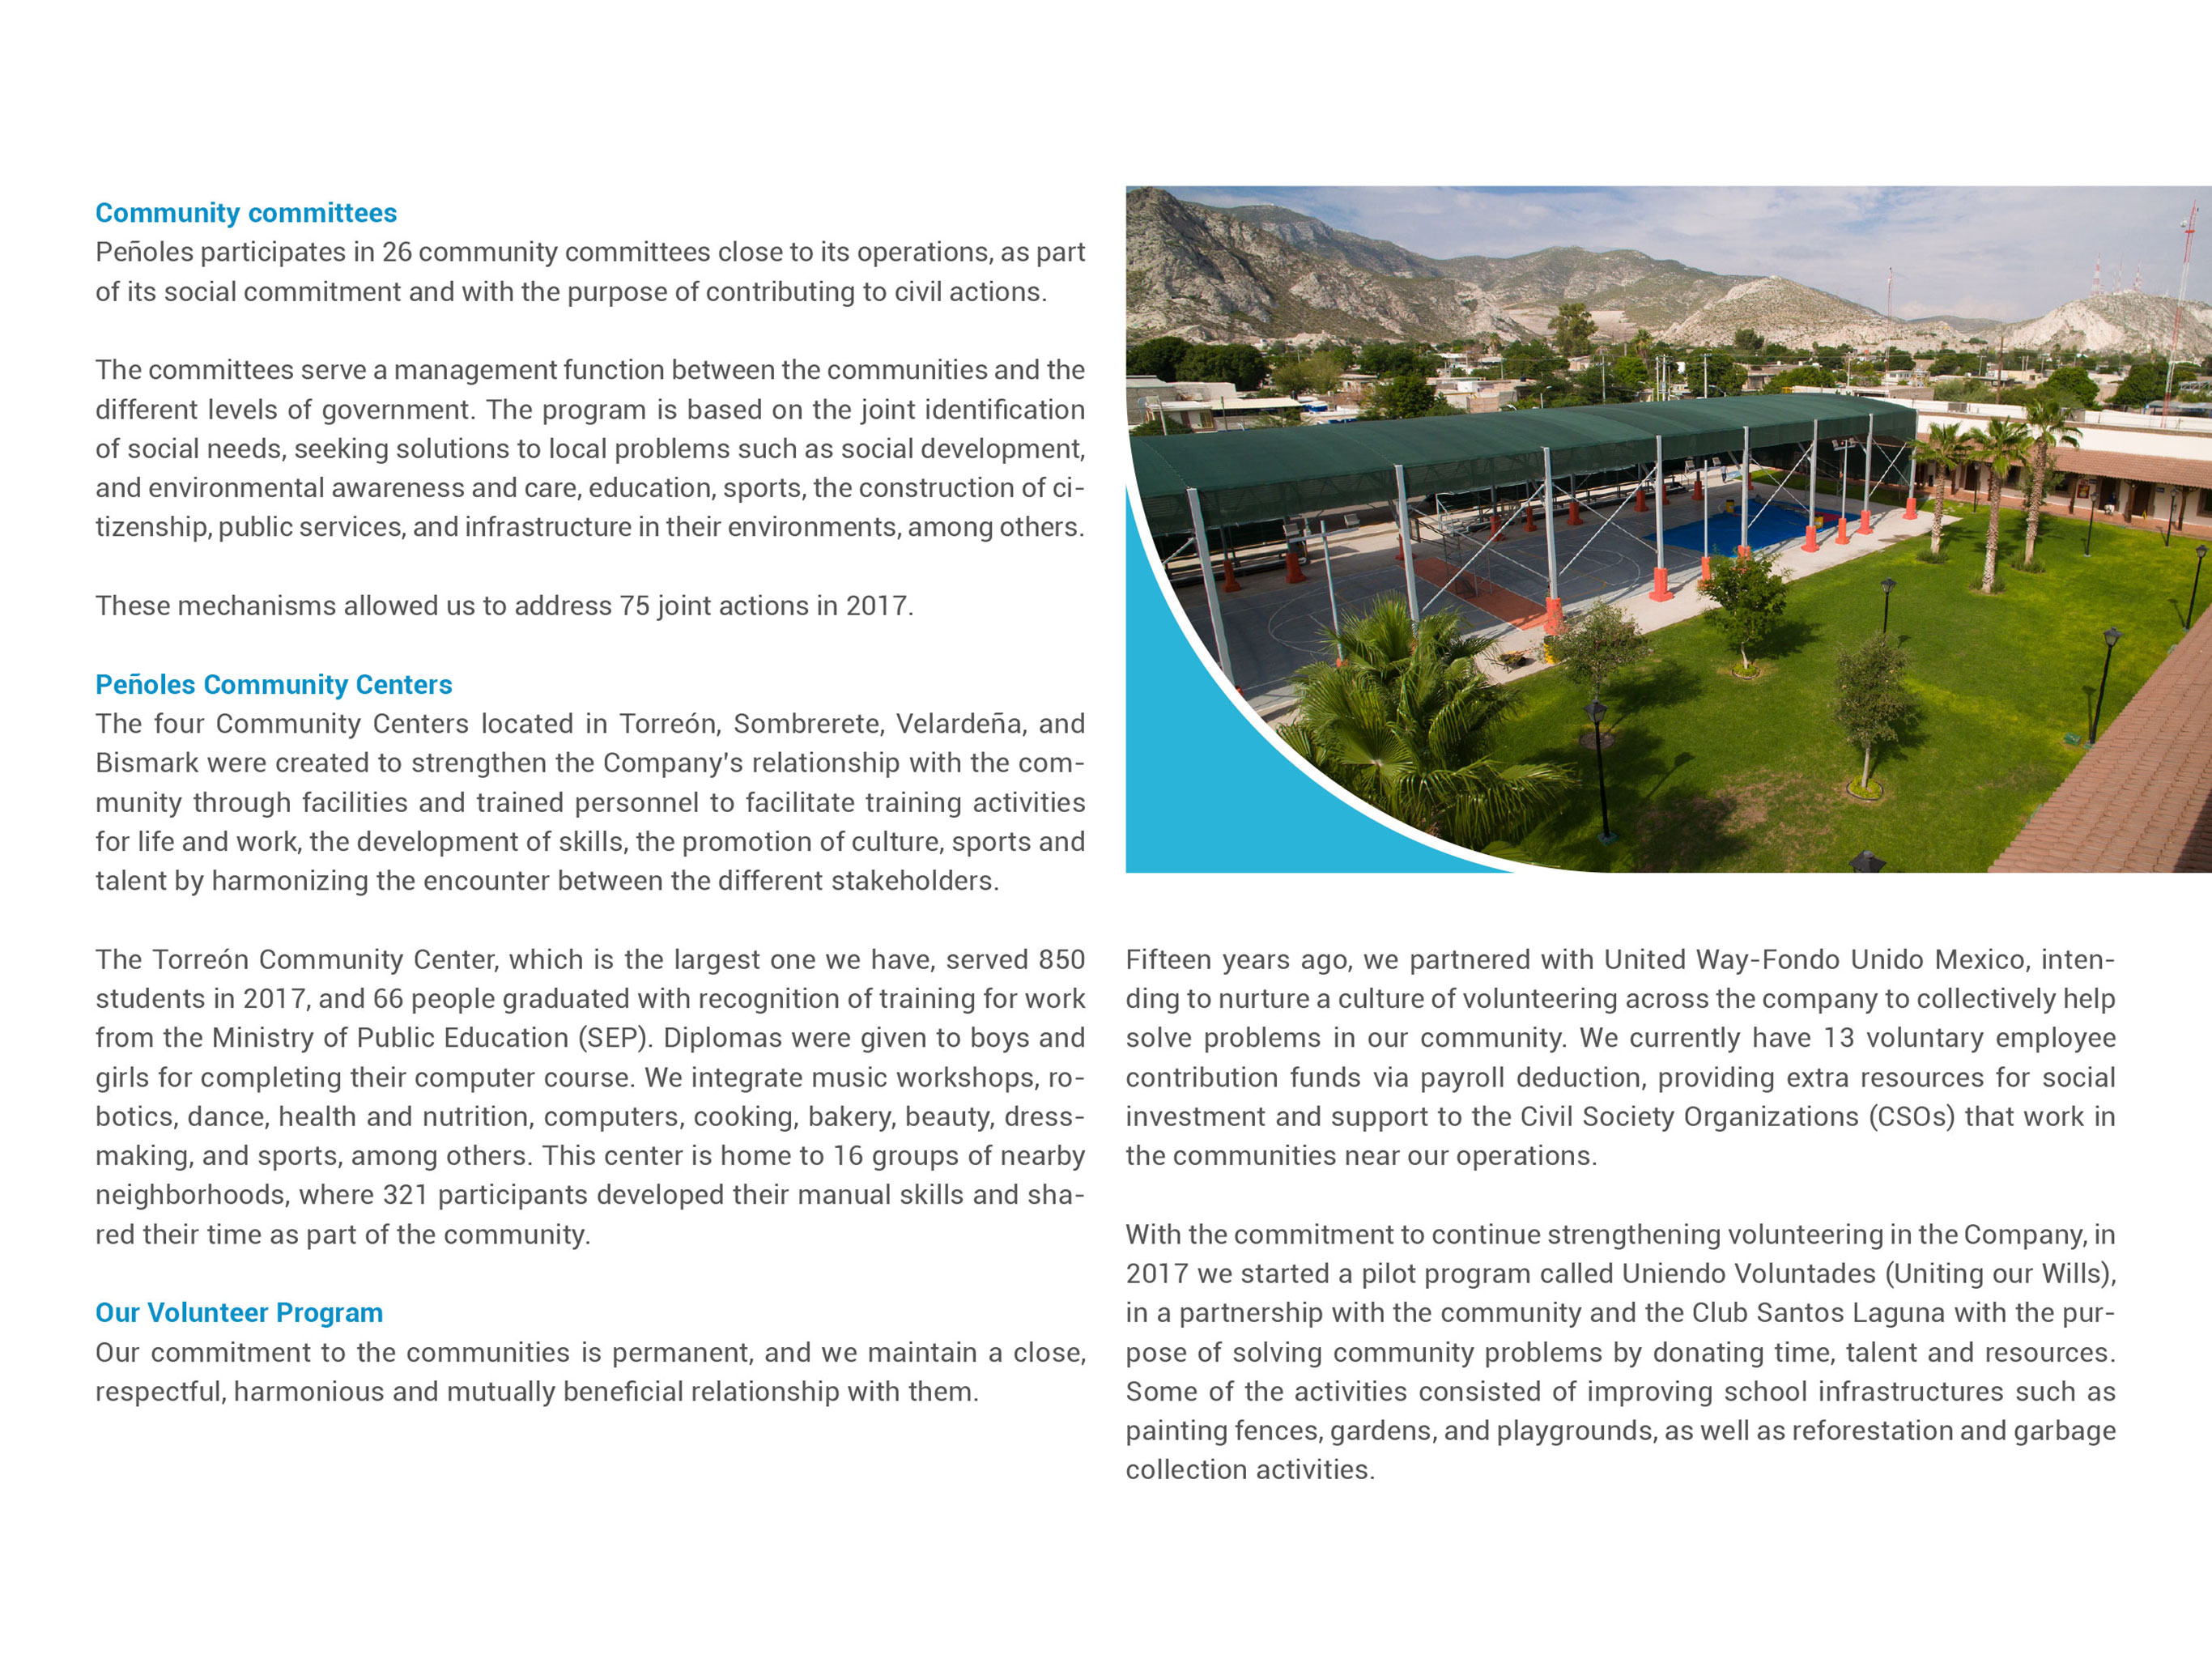 Community committees
Peñoles participates in 26 community committees close to its operations, as part
of its social commitment and with the purpose of contributing to civil actions.
The committees serve a management function between the communities and the
different levels of government. The program is based on the joint identification
of social needs, seeking solutions to local problems such as social development,
and environmental awareness and care, education, sports, the construction of ci-
tizenship, public services, and infrastructure in their environments, among others.
These mechanisms allowed us to address 75 joint actions in 2017.
Peñoles Community Centers
The four Community Centers located in Torreón, Sombrerete, Velardeña, and
Bismark were created to strengthen the Company's relationship with the com-
munity through facilities and trained personnel to facilitate training activities
for life and work, the development of skills, the promotion of culture, sports and
talent by harmonizing the encounter between the different stakeholders.
The Torreón Community Center, which is the largest one we have, served 850
students in 2017, and 66 people graduated with recognition of training for work
from the Ministry of Public Education (SEP). Diplomas were given to boys and
girls for completing their computer course. We integrate music workshops, ro-
botics, dance, health and nutrition, computers, cooking, bakery, beauty, dress-
making, and sports, among others. This center is home to 16 groups of nearby
neighborhoods, where 321 participants developed their manual skills and sha-
red their time as part of the community.
Our Volunteer Program
Our commitment to the communities is permanent, and we maintain a close,
respectful, harmonious and mutually beneficial relationship with them.
Fifteen years ago, we partnered with United Way-Fondo Unido Mexico, inten-
ding to nurture a culture of volunteering across the company to collectively help
solve problems in our community. We currently have 13 voluntary employee
contribution funds via payroll deduction, providing extra resources for social
investment and support to the Civil Society Organizations (CSOs) that work in
the communities near our operations.
With the commitment to continue strengthening volunteering in the Company, in
2017 we started a pilot program called Uniendo Voluntades (Uniting our Wills),
in a partnership with the community and the Club Santos Laguna with the pur-
pose of solving community problems by donating time, talent and resources.
Some of the activities consisted of improving school infrastructures such as
painting fences, gardens, and playgrounds, as well as reforestation and garbage
collection activities.